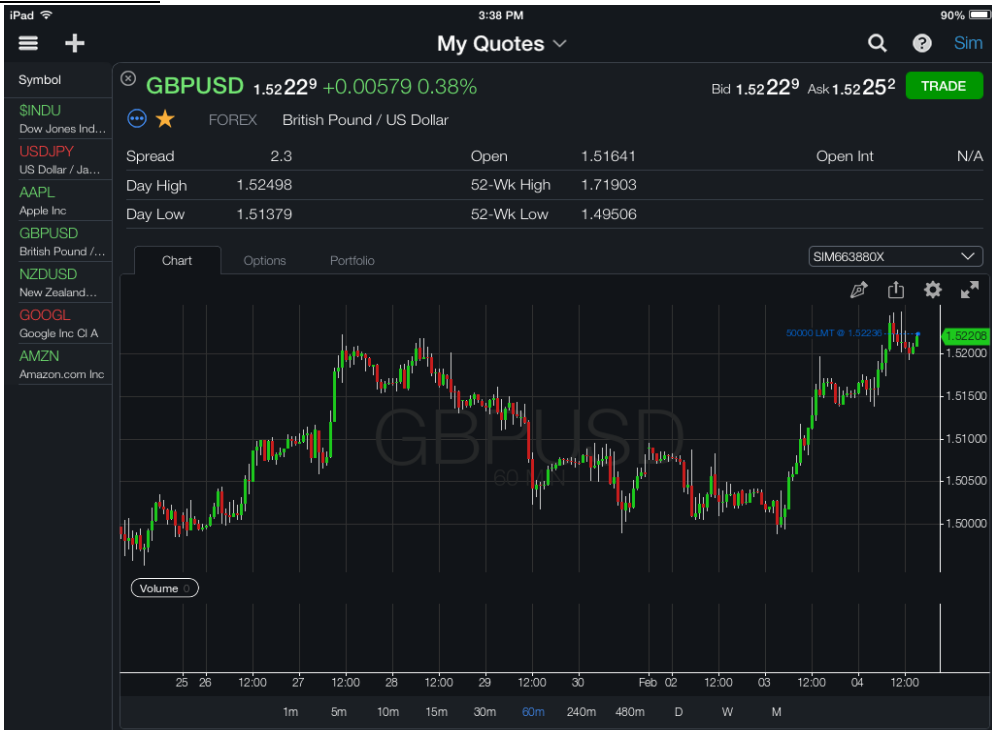 iPad 3:38 PM 90%
My Quotes ? Sim
Symbol
$INDU
Dow Jones Ind...
USDJPY
US Dollar / Ja...
AAPL
Apple Inc
GBPUSD
British Pound /...
NZDUSD
New Zealand...
GOOGL
Google Inc Cl A
AMZN
Amazon.com Inc
GBPUSD 1.52229 +0.00579 0.38% Bid 1.52229 Ask 1.52252 TRADE
FOREX British Pound / US Dollar
Spread 2.3 Open 1.51641 Open Int N/A
Day High 1.52498 52-Wk High 1.71903
Day Low 1.51379 52-Wk Low 1.49506
Chart Options Portfolio SIM663880X
50000 LMT @ 1.52236
1.52208
1.52000
1.51500
1.51000
1.50500
1.50000
GBPUSD
60 MIN
Volume 0
25 26 12:00 27 12:00 28 12:00 29 12:00 30 Feb 02 12:00 03 12:00 04 12:00
1m 5m 10m 15m 30m 60m 240m 480m D W M